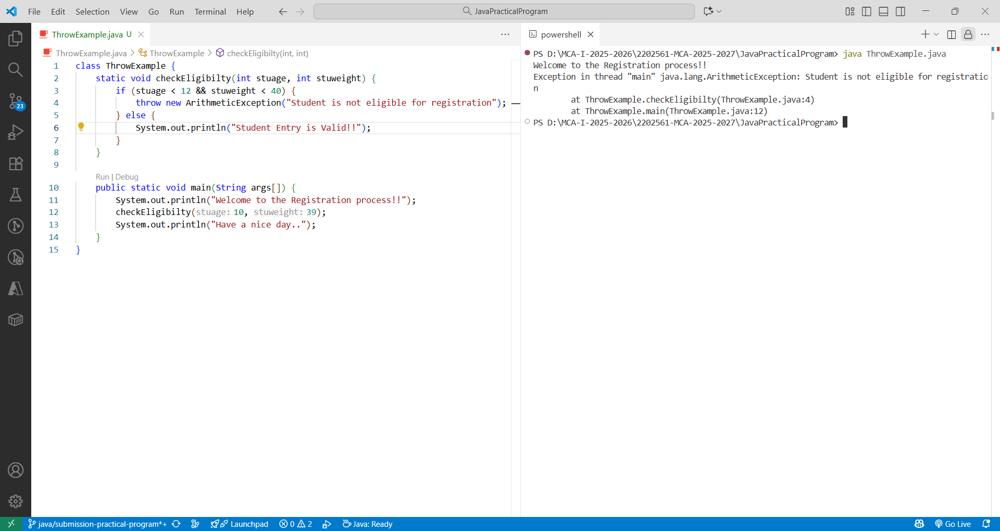 File Edit Selection View Go Run Terminal Help
JavaPracticalProgram
ThrowExample.java U
powershell
ThrowExample.java > ThrowExample > checkEligibilty(int, int)
1 class ThrowExample {
2 static void checkEligibilty(int stuage, int stuweight) {
3 if (stuage < 12 && stuweight < 40) {
4 throw new ArithmeticException("Student is not eligible for registration");
5 } else {
6 System.out.println("Student Entry is Valid!!");
7 }
8 }
9
Run | Debug
10 public static void main(String args[]) {
11 System.out.println("Welcome to the Registration process!!");
12 checkEligibilty(stuage: 10, stuweight: 39);
13 System.out.println("Have a nice day..");
14 }
15 }
PS D:\MCA-I-2025-2026\2202561-MCA-2025-2027\JavaPracticalProgram> java ThrowExample.java
Welcome to the Registration process!!
Exception in thread "main" java.lang.ArithmeticException: Student is not eligible for registratio
n
at ThrowExample.checkEligibilty(ThrowExample.java:4)
at ThrowExample.main(ThrowExample.java:12)
PS D:\MCA-I-2025-2026\2202561-MCA-2025-2027\JavaPracticalProgram>
23
java/submission-practical-program*+ Launchpad 0 2 Java: Ready Go Live